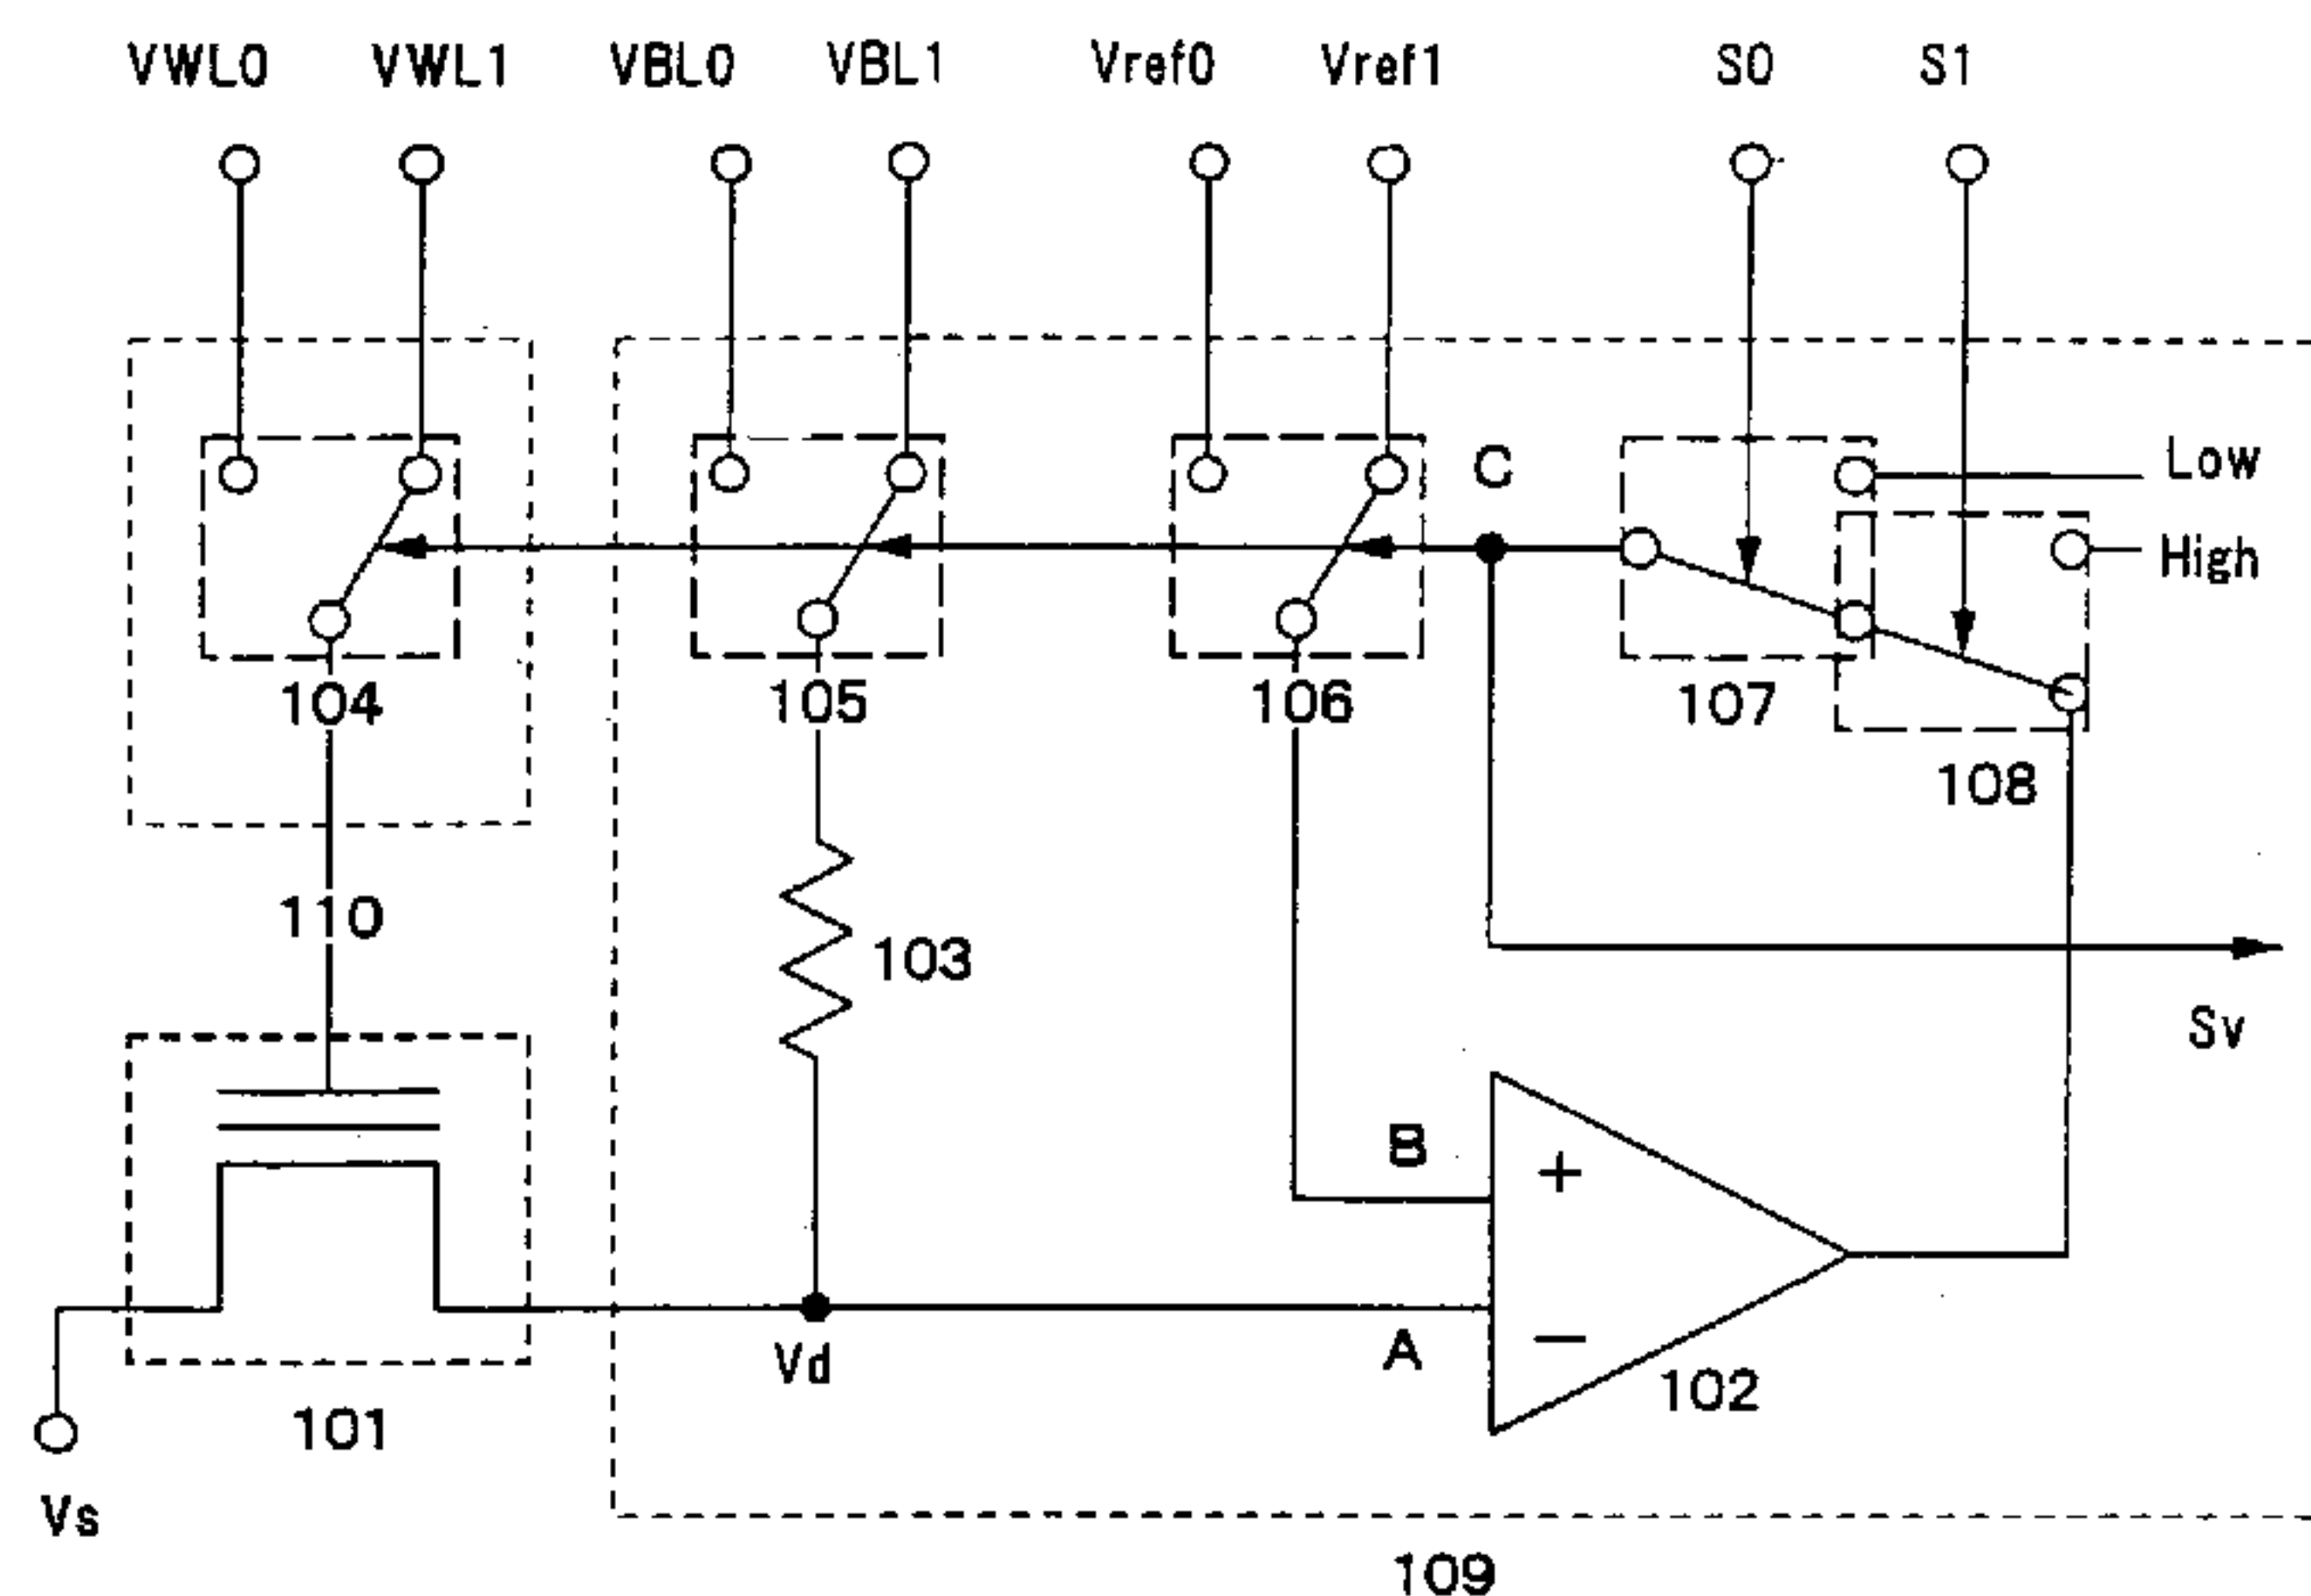 VWL0 VWL1 VBL0 VBL1 Vref0 Vref1 S0 S1
C Low
High
104 105 106 107
108
110 103
Sv
B +
A −
Vd 102
101
Vs
109